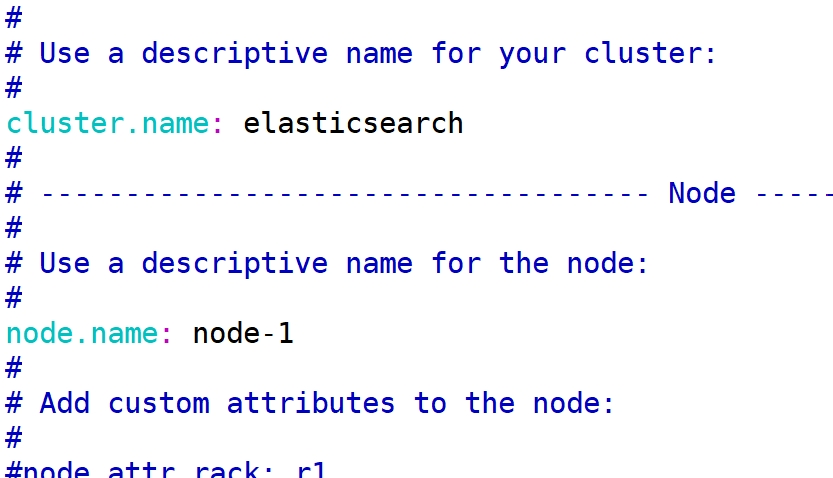 #
# Use a descriptive name for your cluster:
#
cluster.name: elasticsearch
#
# ------------------------------------ Node -----
#
# Use a descriptive name for the node:
#
node.name: node-1
#
# Add custom attributes to the node:
#
#node.attr.rack: r1